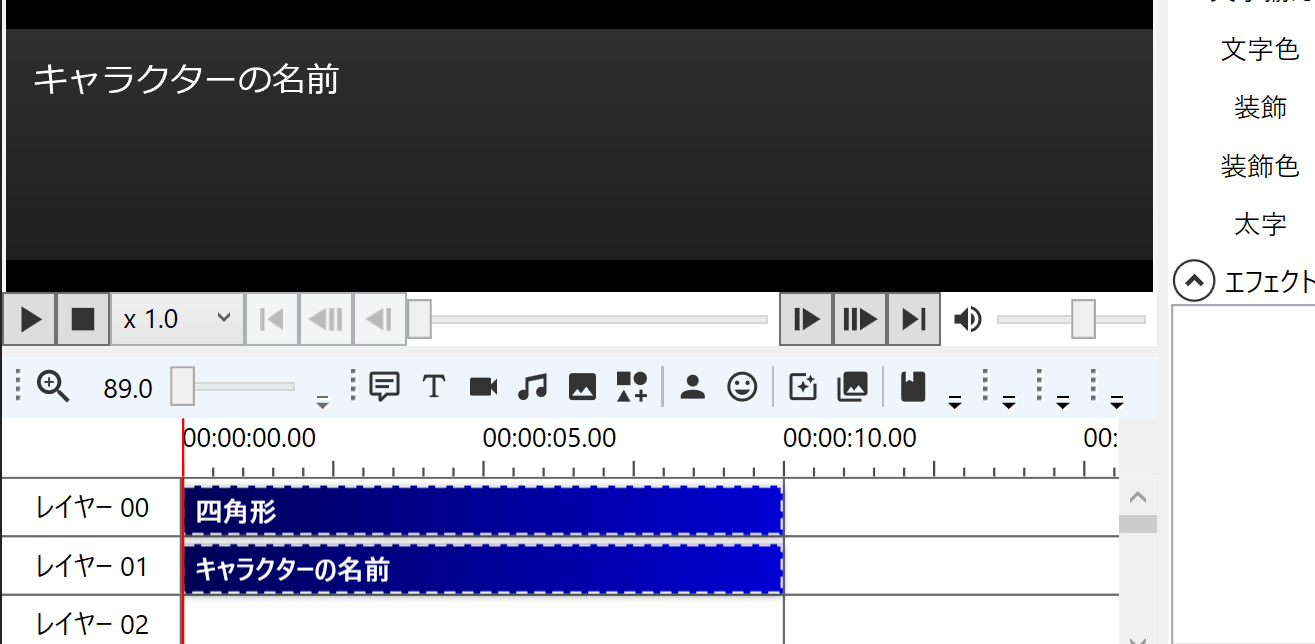 キャラクターの名前
文字色
装飾
装飾色
太字
エフェクト
x 1.0
89.0
00:00:00.00
00:00:05.00
00:00:10.00
00:
レイヤー 00
四角形
レイヤー 01
キャラクターの名前
レイヤー 02